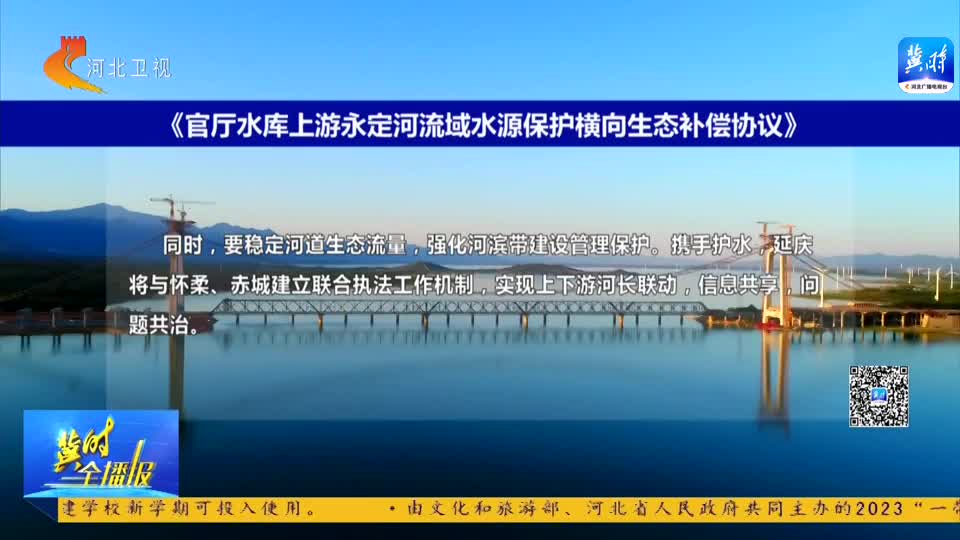 河北卫视
冀时
河北广播电视台
《官厅水库上游永定河流域水源保护横向生态补偿协议》
同时，要稳定河道生态流量，强化河滨带建设管理保护。携手护水，延庆
将与怀柔、赤城建立联合执法工作机制，实现上下游河长联动，信息共享，问
题共治。
冀时
全播报
建学校新学期可投入使用。 *由文化和旅游部、河北省人民政府共同主办的2023“一带